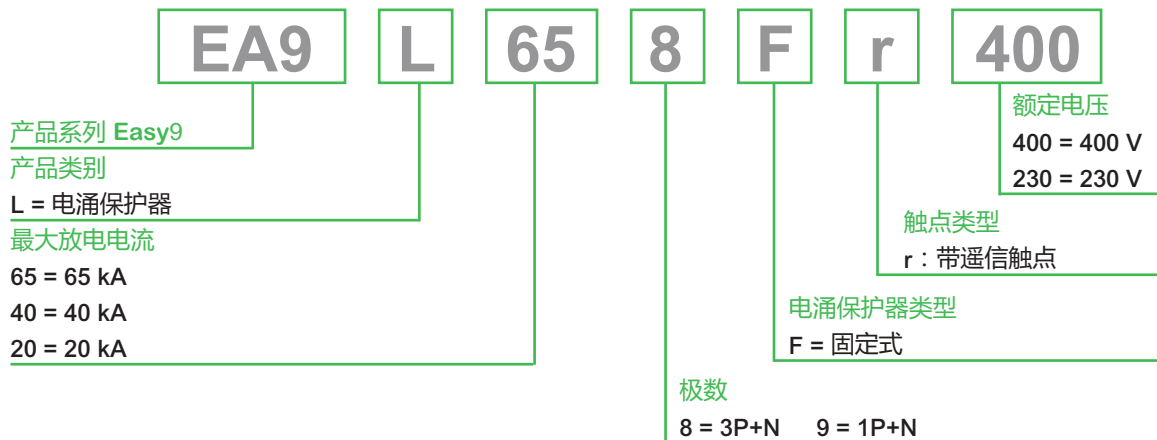 EA9 L 65 8 F r 400
产品系列 Easy9
产品类别
L = 电涌保护器
最大放电电流
65 = 65 kA
40 = 40 kA
20 = 20 kA
额定电压
400 = 400 V
230 = 230 V
触点类型
r：带遥信触点
电涌保护器类型
F = 固定式
极数
8 = 3P+N 9 = 1P+N